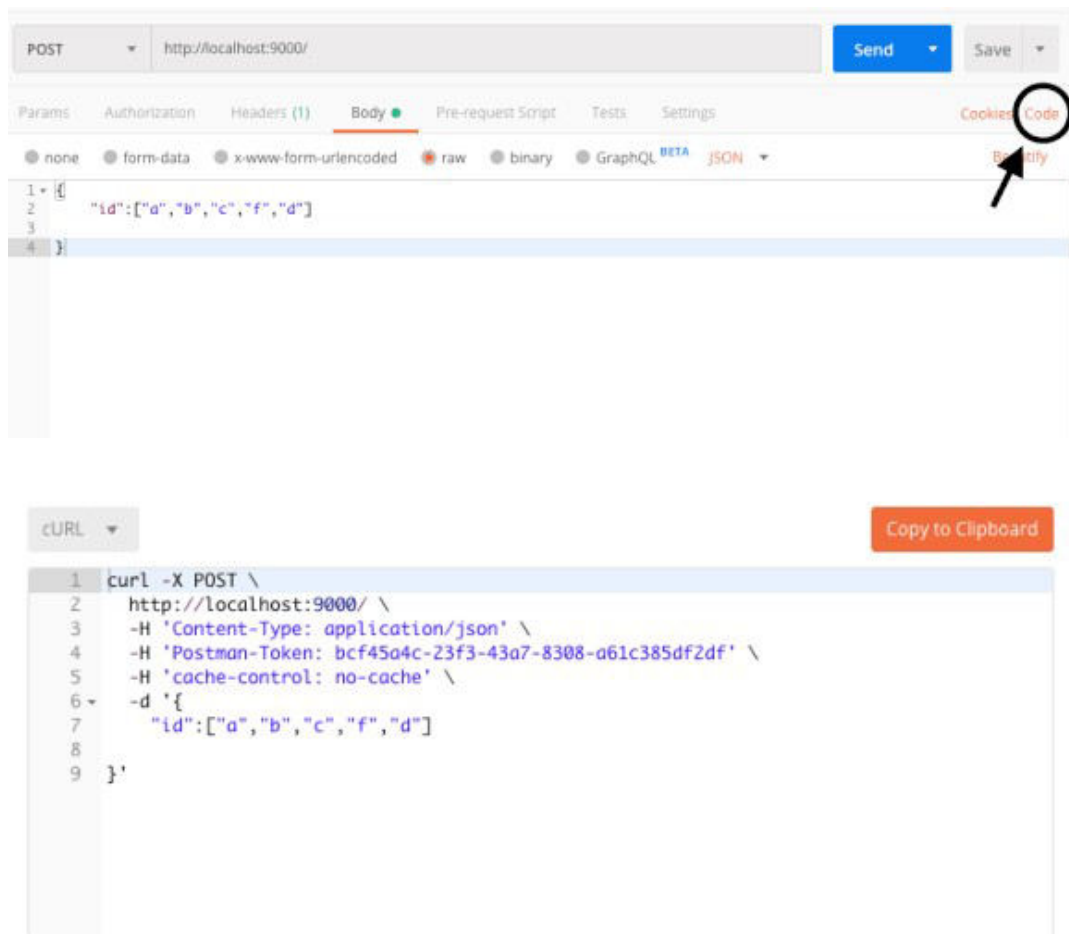 POST http://localhost:9000/ Send Save
Params Authorization Headers (1) Body Pre-request Script Tests Settings Cookies Code
none form-data x-www-form-urlencoded raw binary GraphQL BETA JSON
1 {
2 "id":["a","b","c","f","d"]
3
4 }
cURL Copy to Clipboard
1 curl -X POST \
2 http://localhost:9000/ \
3 -H 'Content-Type: application/json' \
4 -H 'Postman-Token: bcf45a4c-23f3-43a7-8308-a61c385df2df' \
5 -H 'cache-control: no-cache' \
6 -d '{
7 "id":["a","b","c","f","d"]
8
9 }'